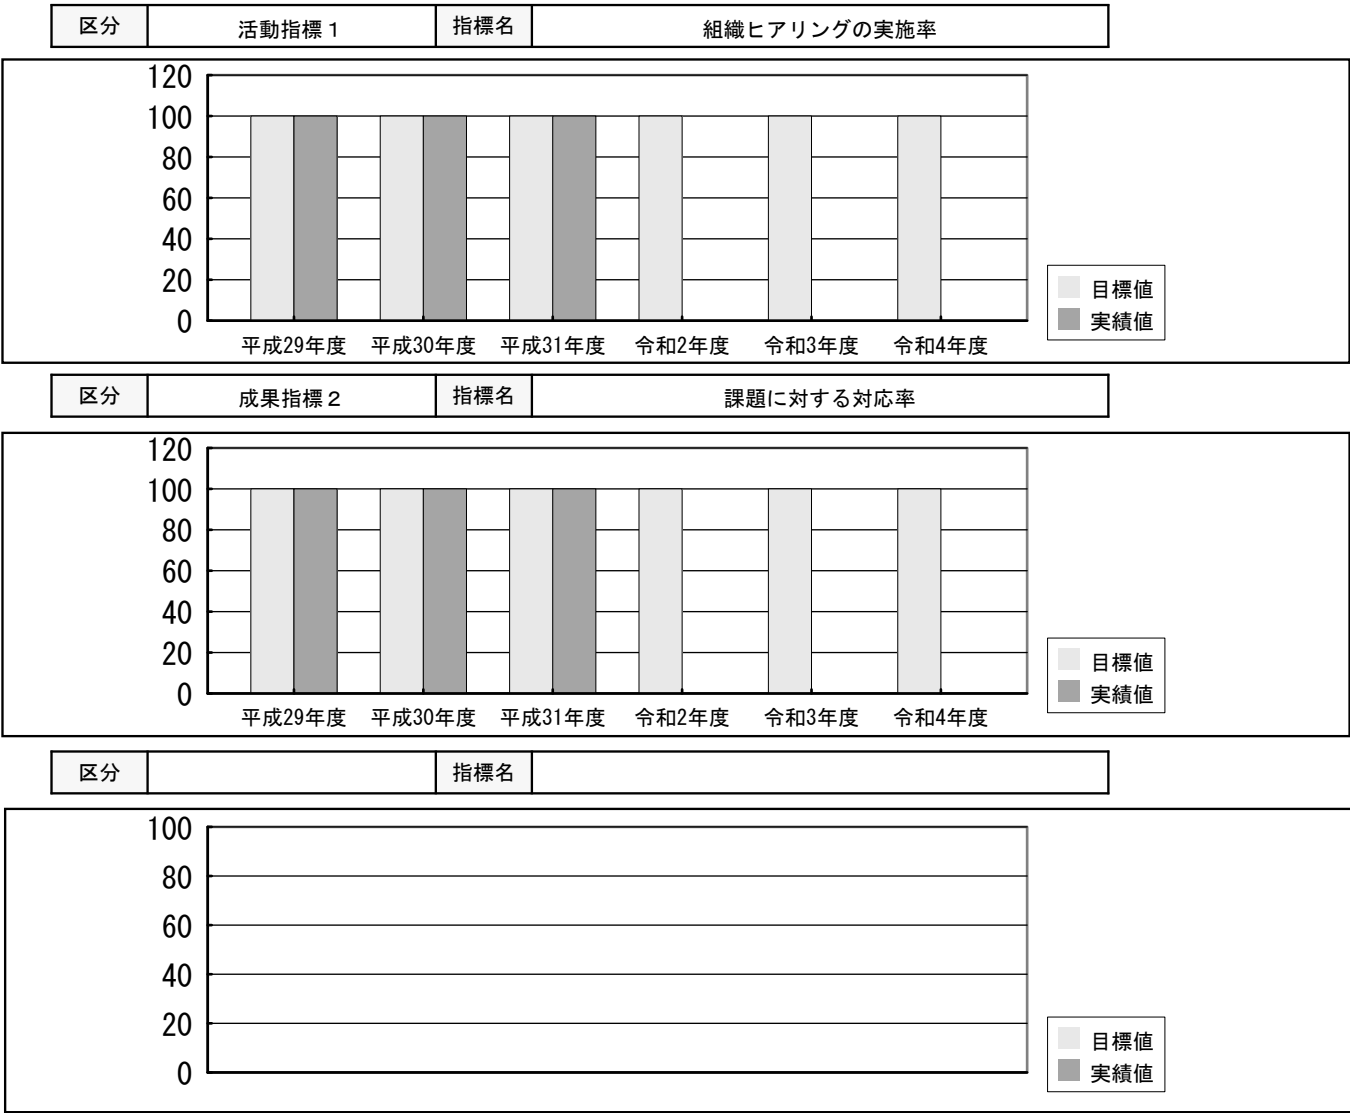 区分 活動指標１ 指標名 組織ヒアリングの実施率
120
100
80
60
40
20
0
平成29年度 平成30年度 平成31年度 令和2年度 令和3年度 令和4年度
目標値
実績値
区分 成果指標２ 指標名 課題に対する対応率
120
100
80
60
40
20
0
平成29年度 平成30年度 平成31年度 令和2年度 令和3年度 令和4年度
目標値
実績値
区分 指標名
100
80
60
40
20
0
目標値
実績値